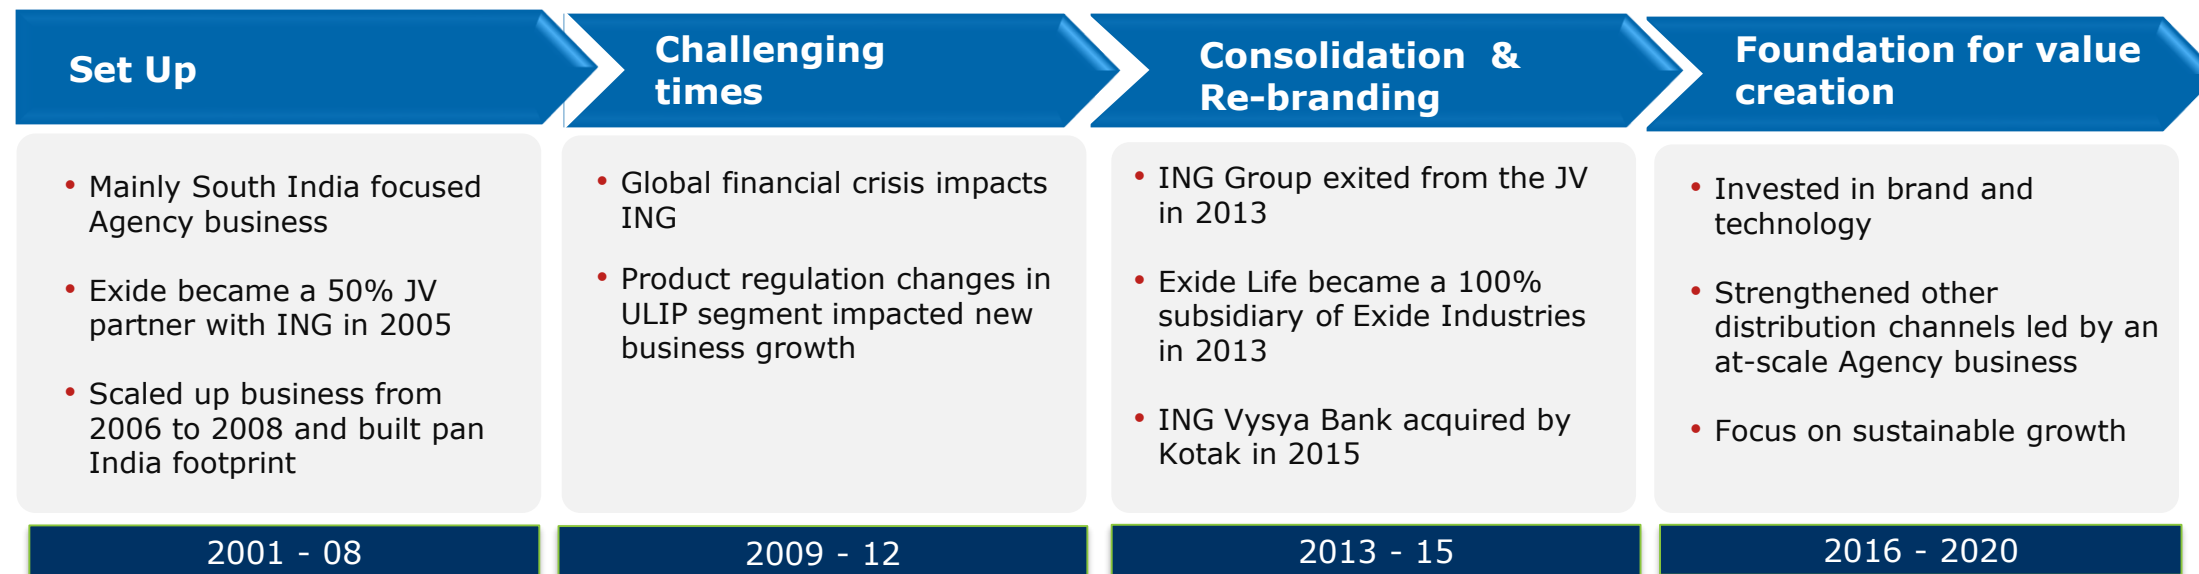 Set Up
• Mainly South India focused
Agency business
• Exide became a 50% JV
partner with ING in 2005
• Scaled up business from
2006 to 2008 and built pan
India footprint
2001 - 08
Challenging
times
• Global financial crisis impacts
ING
• Product regulation changes in
ULIP segment impacted new
business growth
2009 - 12
Consolidation &
Re-branding
• ING Group exited from the JV
in 2013
• Exide Life became a 100%
subsidiary of Exide Industries
in 2013
• ING Vysya Bank acquired by
Kotak in 2015
2013 - 15
Foundation for value
creation
• Invested in brand and
technology
• Strengthened other
distribution channels led by an
at-scale Agency business
• Focus on sustainable growth
2016 - 2020